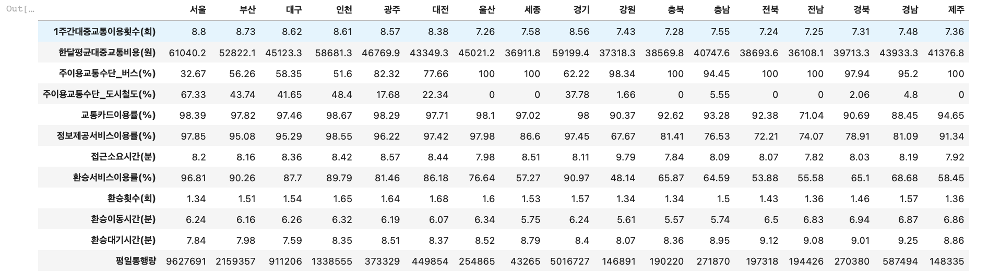 Out[…
서울 부산 대구 인천 광주 대전 울산 세종 경기 강원 충북 충남 전북 전남 경북 경남 제주
1주간대중교통이용횟수(회) 8.8 8.73 8.62 8.61 8.57 8.38 7.26 7.58 8.56 7.43 7.28 7.55 7.24 7.25 7.31 7.48 7.36
한달평균대중교통비용(원) 61040.2 52822.1 45123.3 58681.3 46769.9 43349.3 45021.2 36911.8 59199.4 37318.3 38569.8 40747.6 38693.6 36108.1 39713.3 43933.3 41376.8
주이용교통수단_버스(%) 32.67 56.26 58.35 51.6 82.32 77.66 100 100 62.22 98.34 100 94.45 100 100 97.94 95.2 100
주이용교통수단_도시철도(%) 67.33 43.74 41.65 48.4 17.68 22.34 0 0 37.78 1.66 0 5.55 0 0 2.06 4.8 0
교통카드이용률(%) 98.39 97.82 97.46 98.67 98.29 97.71 98.1 97.02 98 90.37 92.62 93.28 92.38 71.04 90.69 88.45 94.65
정보제공서비스이용률(%) 97.85 95.08 95.29 98.55 96.22 97.42 97.98 86.6 97.45 67.67 81.41 76.53 72.21 74.07 78.91 81.09 91.34
접근소요시간(분) 8.2 8.16 8.36 8.42 8.57 8.44 7.98 8.51 8.11 9.79 7.84 8.09 8.07 7.82 8.03 8.19 7.92
환승서비스이용률(%) 96.81 90.26 87.7 89.79 81.46 86.18 76.64 57.27 90.97 48.14 65.87 64.59 53.88 55.58 65.1 68.68 58.45
환승횟수(회) 1.34 1.51 1.54 1.65 1.64 1.68 1.6 1.53 1.57 1.34 1.34 1.5 1.43 1.36 1.46 1.57 1.36
환승이동시간(분) 6.24 6.16 6.26 6.32 6.19 6.07 6.34 5.75 6.24 5.61 5.57 5.74 6.5 6.83 6.94 6.87 6.86
환승대기시간(분) 7.84 7.98 7.59 8.35 8.51 8.37 8.52 8.79 8.4 8.07 8.36 8.95 9.12 9.08 9.01 9.25 8.86
평일통행량 9627691 2159357 911206 1338555 373329 449854 254865 43265 5016727 146891 190220 271870 197318 194426 270380 587494 148335